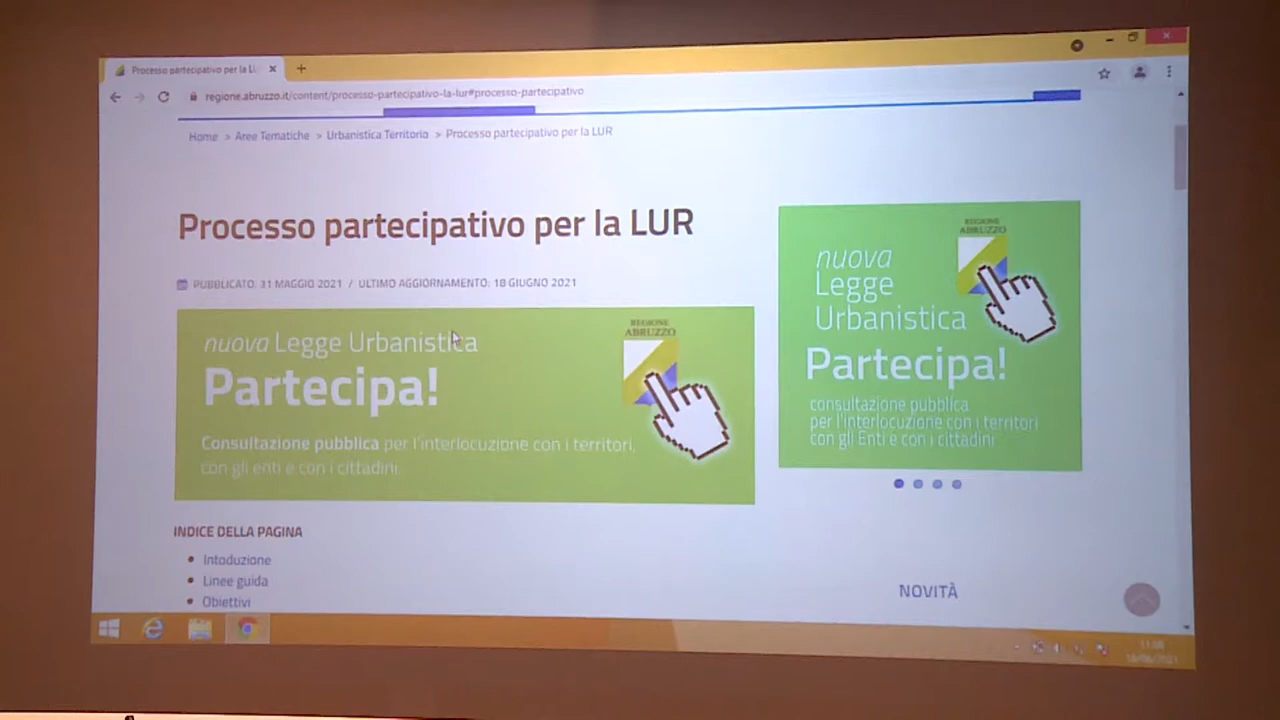 Processo partecipativo per la L
regione.abruzzo.it/content/processo-partecipativo-la-lur#processo-partecipativo
Home > Aree Tematiche > Urbanistica Territorio > Processo partecipativo per la LUR
Processo partecipativo per la LUR
PUBBLICATO: 31 MAGGIO 2021 / ULTIMO AGGIORNAMENTO: 18 GIUGNO 2021
nuova Legge Urbanistica
Partecipa!
Consultazione pubblica per l'interlocuzione con i territori,
con gli enti e con i cittadini.
REGIONE
ABRUZZO
REGIONE
ABRUZZO
nuova
Legge
Urbanistica
Partecipa!
consultazione pubblica
per l'interlocuzione con i territori
con gli Enti e con i cittadini
INDICE DELLA PAGINA
Intoduzione
Linee guida
Obiettivi
NOVITÀ